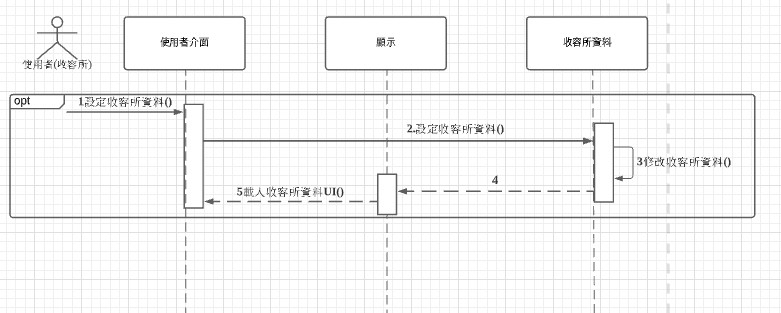 使用者介面
顯示
收容所資料
使用者(收容所)
opt
1.設定收容所資料()
2.設定收容所資料()
3修改收容所資料()
4
5載入收容所資料UI()